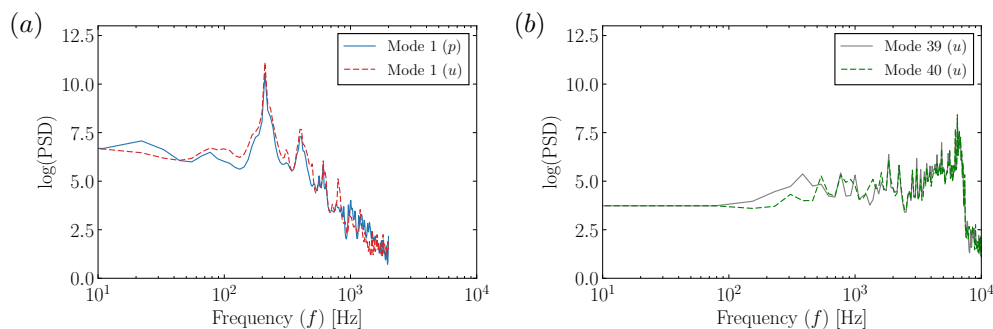 (a)
12.5
10.0
7.5
5.0
2.5
0.0
log(PSD)
10^1
10^2
10^3
10^4
Frequency (f) [Hz]
Mode 1 (p)
Mode 1 (u)
(b)
12.5
10.0
7.5
5.0
2.5
0.0
log(PSD)
10^1
10^2
10^3
10^4
Frequency (f) [Hz]
Mode 39 (u)
Mode 40 (u)